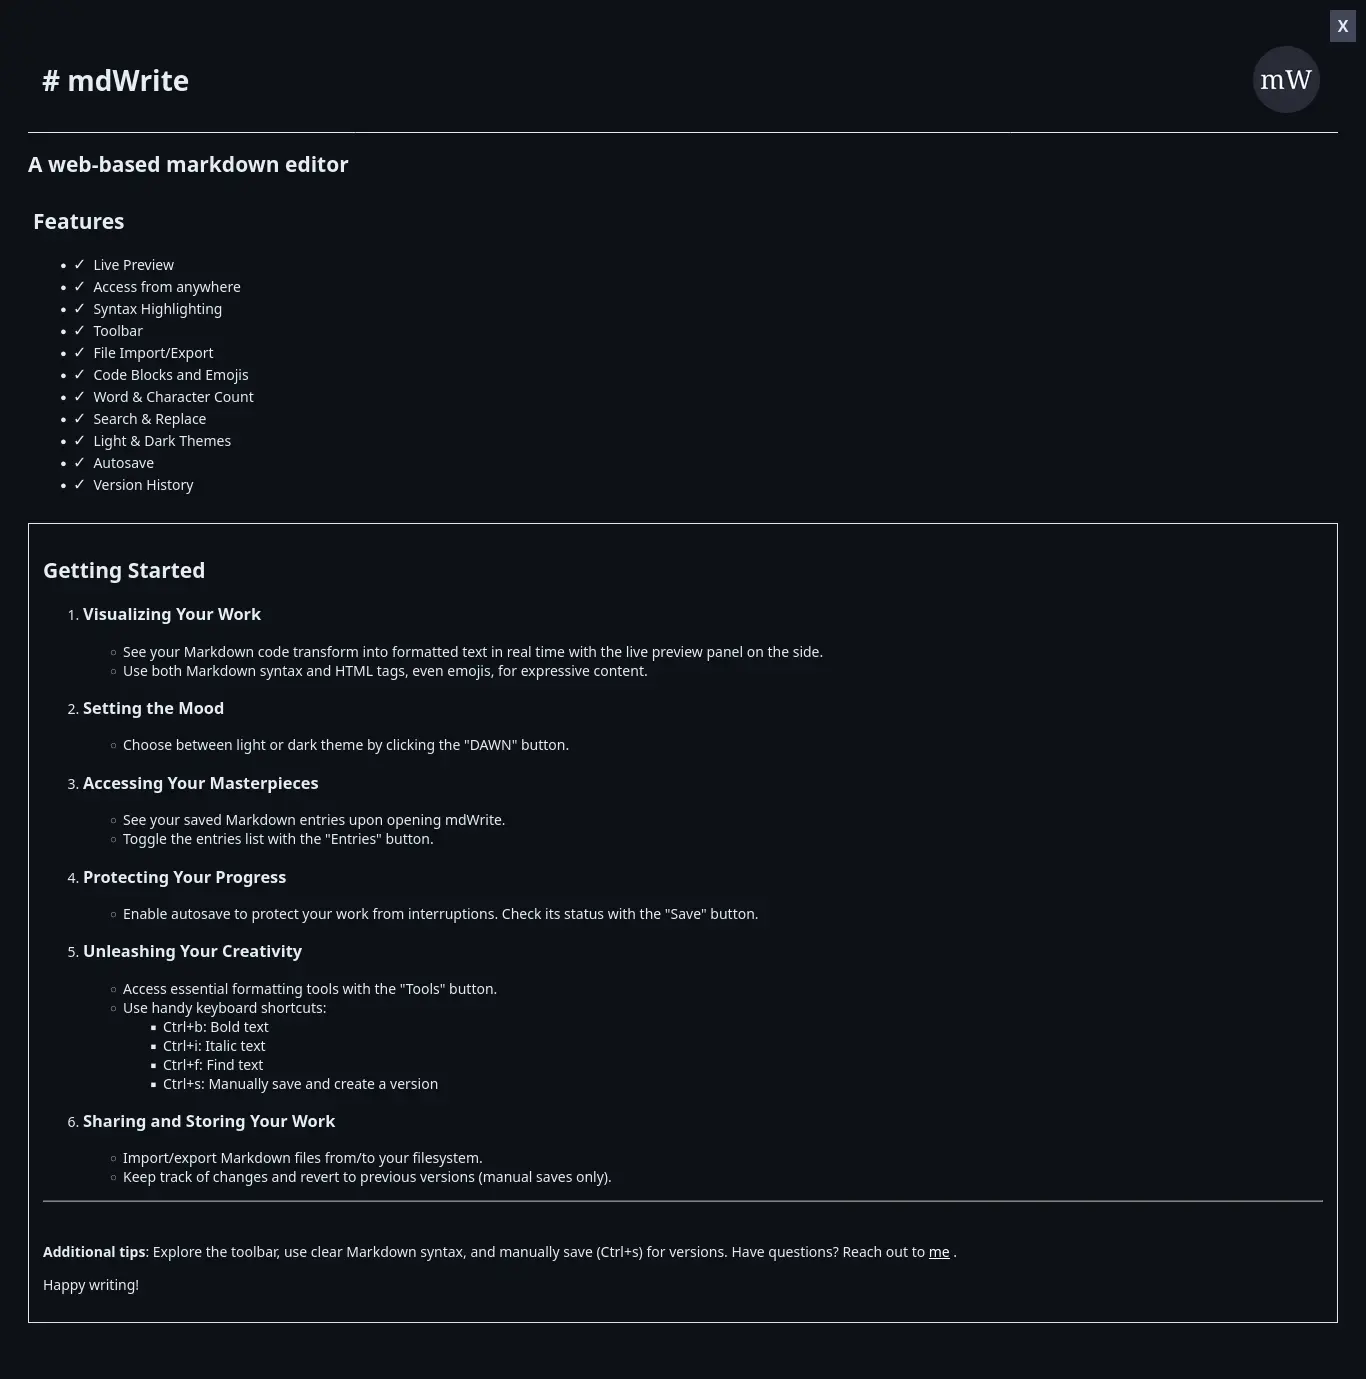 X
# mdWrite
mW
A web-based markdown editor
Features
• ✓ Live Preview
• ✓ Access from anywhere
• ✓ Syntax Highlighting
• ✓ Toolbar
• ✓ File Import/Export
• ✓ Code Blocks and Emojis
• ✓ Word & Character Count
• ✓ Search & Replace
• ✓ Light & Dark Themes
• ✓ Autosave
• ✓ Version History
Getting Started
1. Visualizing Your Work
○ See your Markdown code transform into formatted text in real time with the live preview panel on the side.
○ Use both Markdown syntax and HTML tags, even emojis, for expressive content.
2. Setting the Mood
○ Choose between light or dark theme by clicking the "DAWN" button.
3. Accessing Your Masterpieces
○ See your saved Markdown entries upon opening mdWrite.
○ Toggle the entries list with the "Entries" button.
4. Protecting Your Progress
○ Enable autosave to protect your work from interruptions. Check its status with the "Save" button.
5. Unleashing Your Creativity
○ Access essential formatting tools with the "Tools" button.
○ Use handy keyboard shortcuts:
▪ Ctrl+b: Bold text
▪ Ctrl+i: Italic text
▪ Ctrl+f: Find text
▪ Ctrl+s: Manually save and create a version
6. Sharing and Storing Your Work
○ Import/export Markdown files from/to your filesystem.
○ Keep track of changes and revert to previous versions (manual saves only).
Additional tips: Explore the toolbar, use clear Markdown syntax, and manually save (Ctrl+s) for versions. Have questions? Reach out to me .
Happy writing!